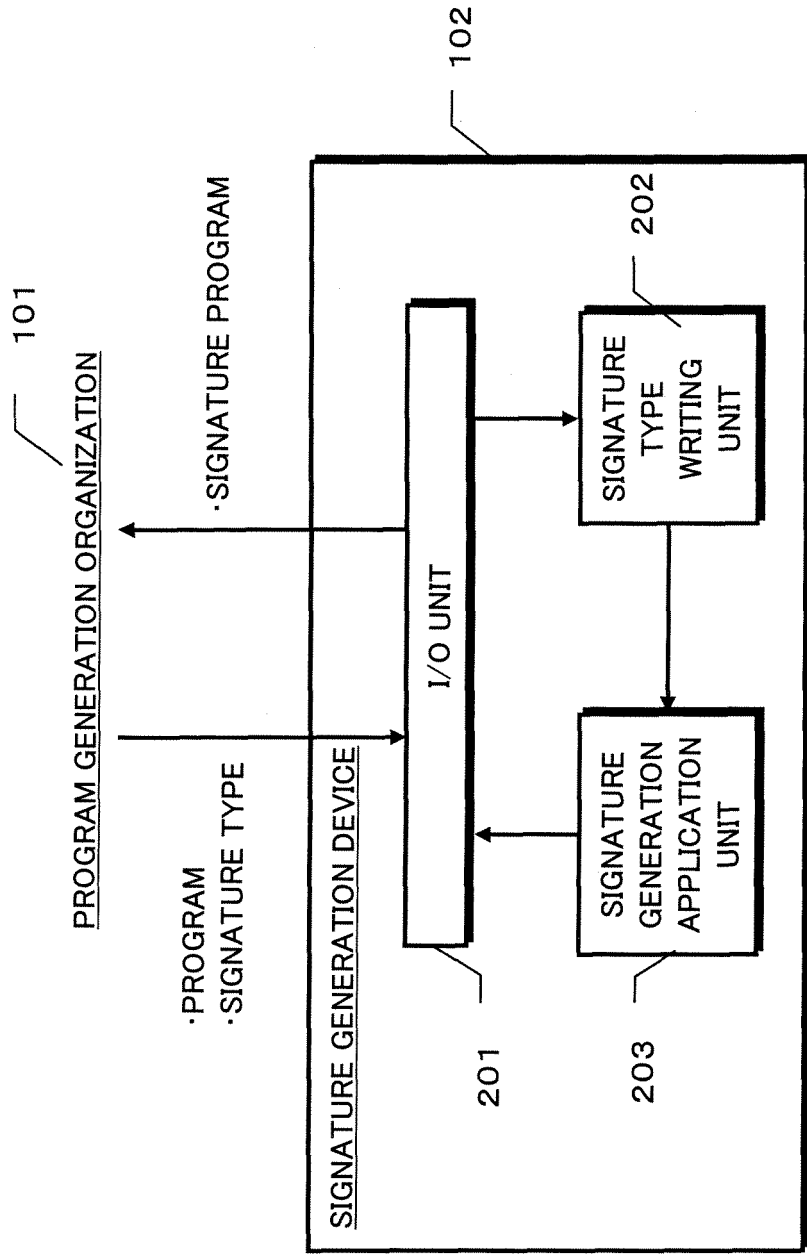 PROGRAM GENERATION ORGANIZATION
101
·PROGRAM
·SIGNATURE TYPE
·SIGNATURE PROGRAM
SIGNATURE GENERATION DEVICE
102
I/O UNIT
201
SIGNATURE
GENERATION
APPLICATION
UNIT
203
SIGNATURE
TYPE
WRITING
UNIT
202